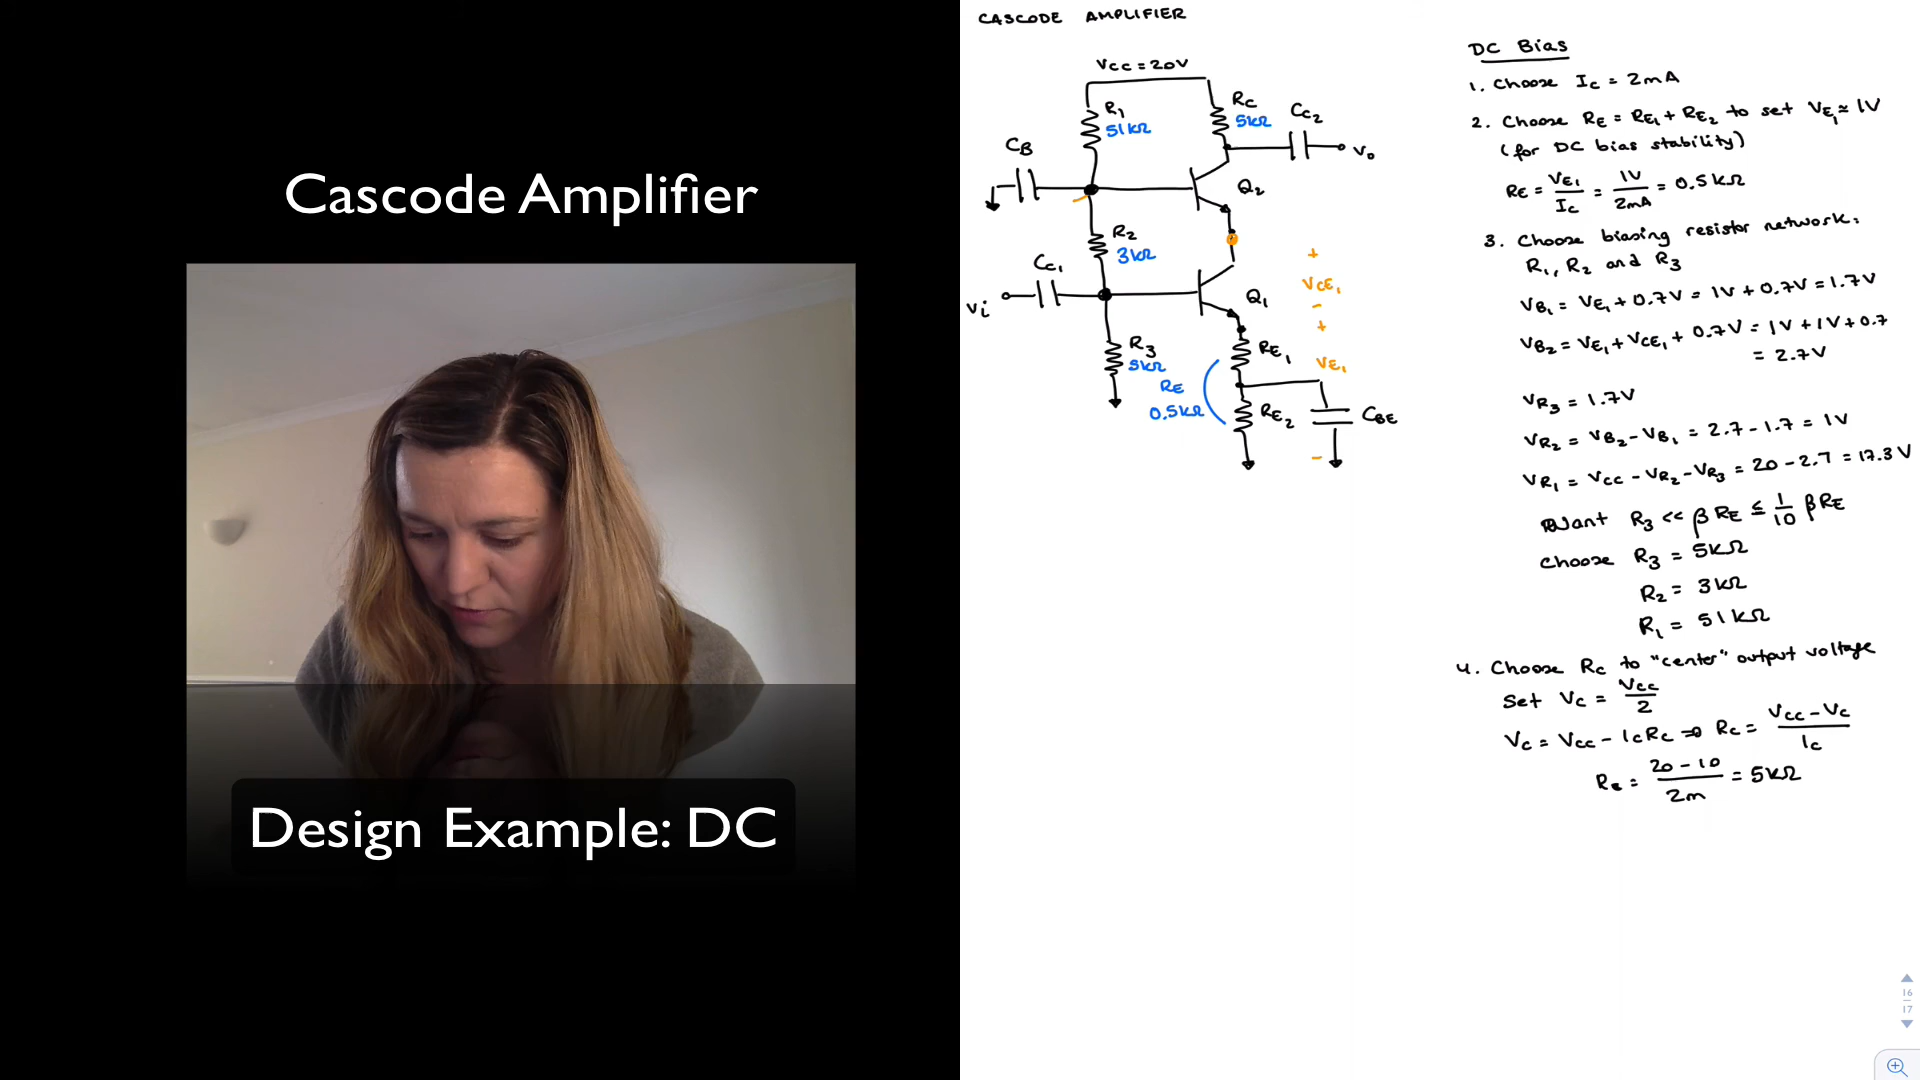 Cascode Amplifier
Design Example: DC
CASCODE AMPLIFIER
VCC = 20V
R1
51kΩ
RC
5kΩ
CC2
Vo
CB
Q2
R2
3kΩ
CC1
Vi
Q1
+
VCE1
-
+
VE1
-
R3
5kΩ
RE
0.5kΩ
RE1
RE2
CBE
DC Bias
1. Choose IC = 2mA
2. Choose RE = RE1 + RE2 to set VE1 ≃ 1V
(for DC bias stability)
RE = VE1/IC = 1V/2mA = 0.5kΩ
3. Choose biasing resistor network:
R1, R2 and R3
VB1 = VE1 + 0.7V = 1V + 0.7V = 1.7V
VB2 = VE1 + VCE1 + 0.7V = 1V + 1V + 0.7
= 2.7V
VR3 = 1.7V
VR2 = VB2 - VB1 = 2.7 - 1.7 = 1V
VR1 = VCC - VR2 - VR3 = 20 - 2.7 = 17.3V
Want R3 << βRE ≤ 1/10 βRE
choose R3 = 5kΩ
R2 = 3kΩ
R1 = 51kΩ
4. Choose RC to "center" output voltage
Set VC = VCC/2
VC = VCC - ICRC ⇒ RC = VCC - VC/IC
RC = 20 - 10/2m = 5kΩ
16
17